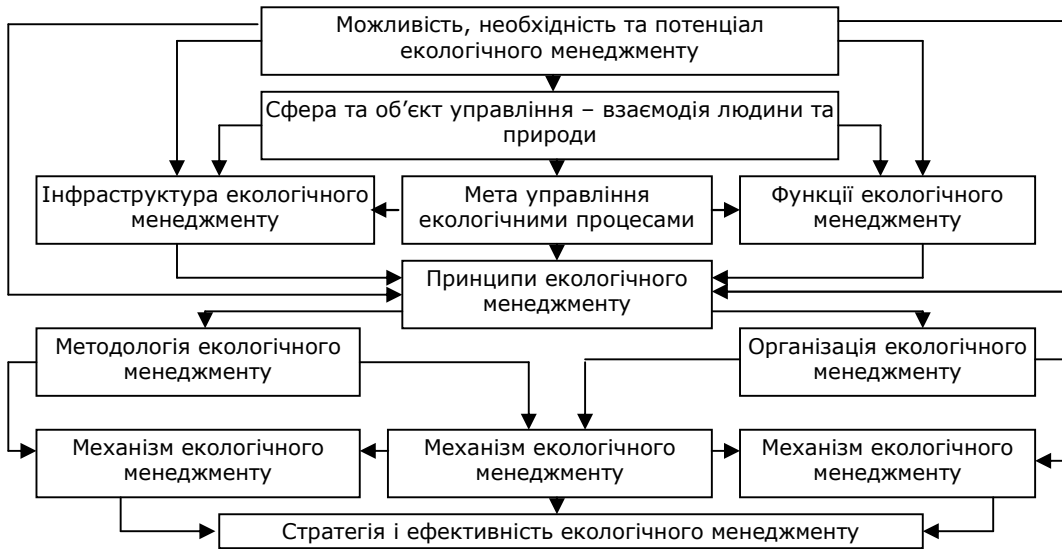 Можливість, необхідність та потенціал
екологічного менеджменту
Сфера та об’єкт управління – взаємодія людини та
природи
Інфраструктура екологічного
менеджменту
Мета управління
екологічними процесами
Функції екологічного
менеджменту
Принципи екологічного
менеджменту
Методологія екологічного
менеджменту
Організація екологічного
менеджменту
Механізм екологічного
менеджменту
Механізм екологічного
менеджменту
Механізм екологічного
менеджменту
Стратегія і ефективність екологічного менеджменту